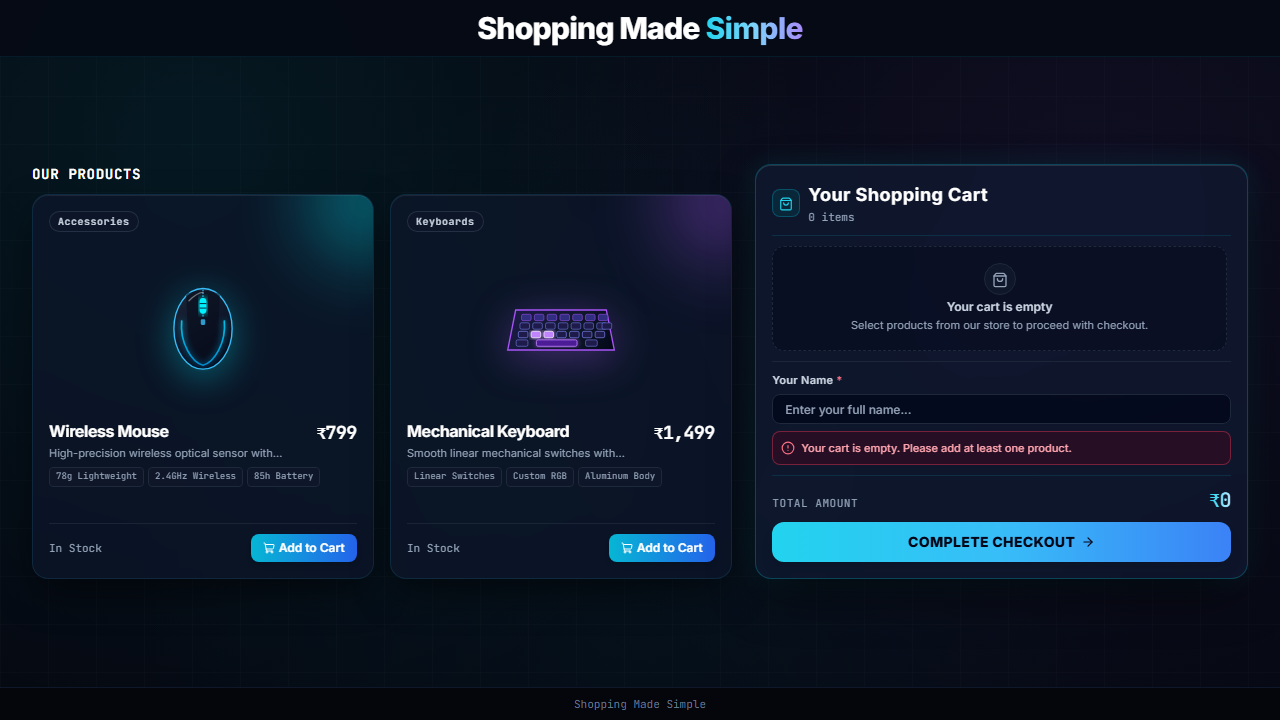 Shopping Made Simple
OUR PRODUCTS
Accessories
Wireless Mouse
₹799
High-precision wireless optical sensor with...
78g Lightweight
2.4GHz Wireless
85h Battery
In Stock
Add to Cart
Keyboards
Mechanical Keyboard
₹1,499
Smooth linear mechanical switches with...
Linear Switches
Custom RGB
Aluminum Body
In Stock
Add to Cart
Your Shopping Cart
0 items
Your cart is empty
Select products from our store to proceed with checkout.
Your Name *
Enter your full name...
Your cart is empty. Please add at least one product.
TOTAL AMOUNT
₹0
COMPLETE CHECKOUT →
Shopping Made Simple